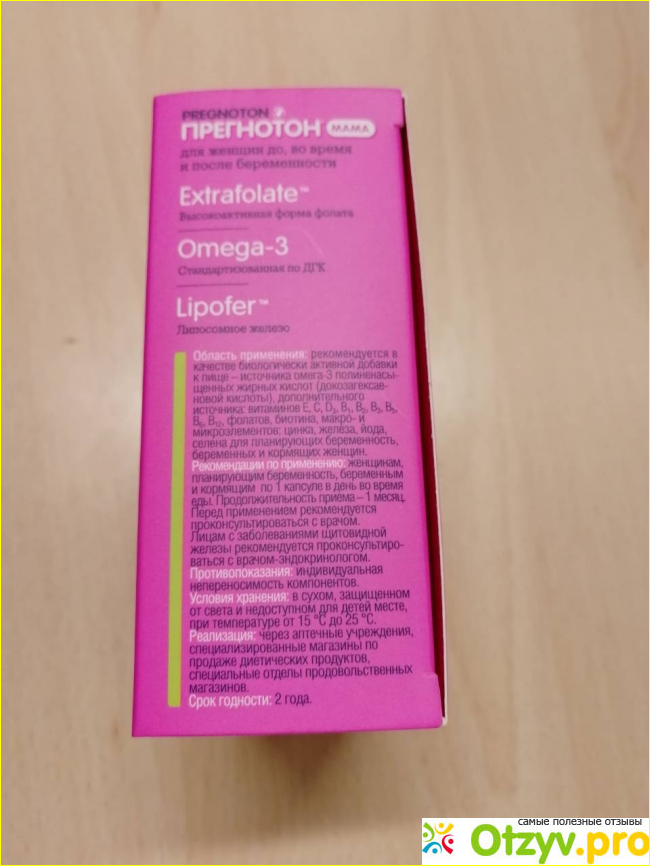 PREGNOTON
ПРЕГНОТОН МАМА
для женщин до, во время
и после беременности
Extrafolate™
Высокоактивная форма фолата
Omega-3
Стандартизованная по ДГК
Lipofer™
Липосомное железо
Область применения: рекомендуется в
качестве биологически активной добавки
к пище – источника омега-3 полиненасы-
щенных жирных кислот (докозагексае-
новой кислоты), дополнительного
источника: витаминов E, C, D₃, B₁, B₂, B₃, B₅,
B₆, B₁₂, фолатов, биотина, макро- и
микроэлементов: цинка, железа, йода,
селена для планирующих беременность,
беременных и кормящих женщин.
Рекомендации по применению: женщинам,
планирующим беременность, беременным
и кормящим по 1 капсуле в день во время
еды. Продолжительность приема – 1 месяц.
Перед применением рекомендуется
проконсультироваться с врачом.
Лицам с заболеваниями щитовидной
железы рекомендуется проконсультиро-
ваться с врачом-эндокринологом.
Противопоказания: индивидуальная
непереносимость компонентов.
Условия хранения: в сухом, защищенном
от света и недоступном для детей месте,
при температуре от 15 °C до 25 °C.
Реализация: через аптечные учреждения,
специализированные магазины по
продаже диетических продуктов,
специальные отделы продовольственных
магазинов.
Срок годности: 2 года.
самые полезные отзывы
Otzyv.pro